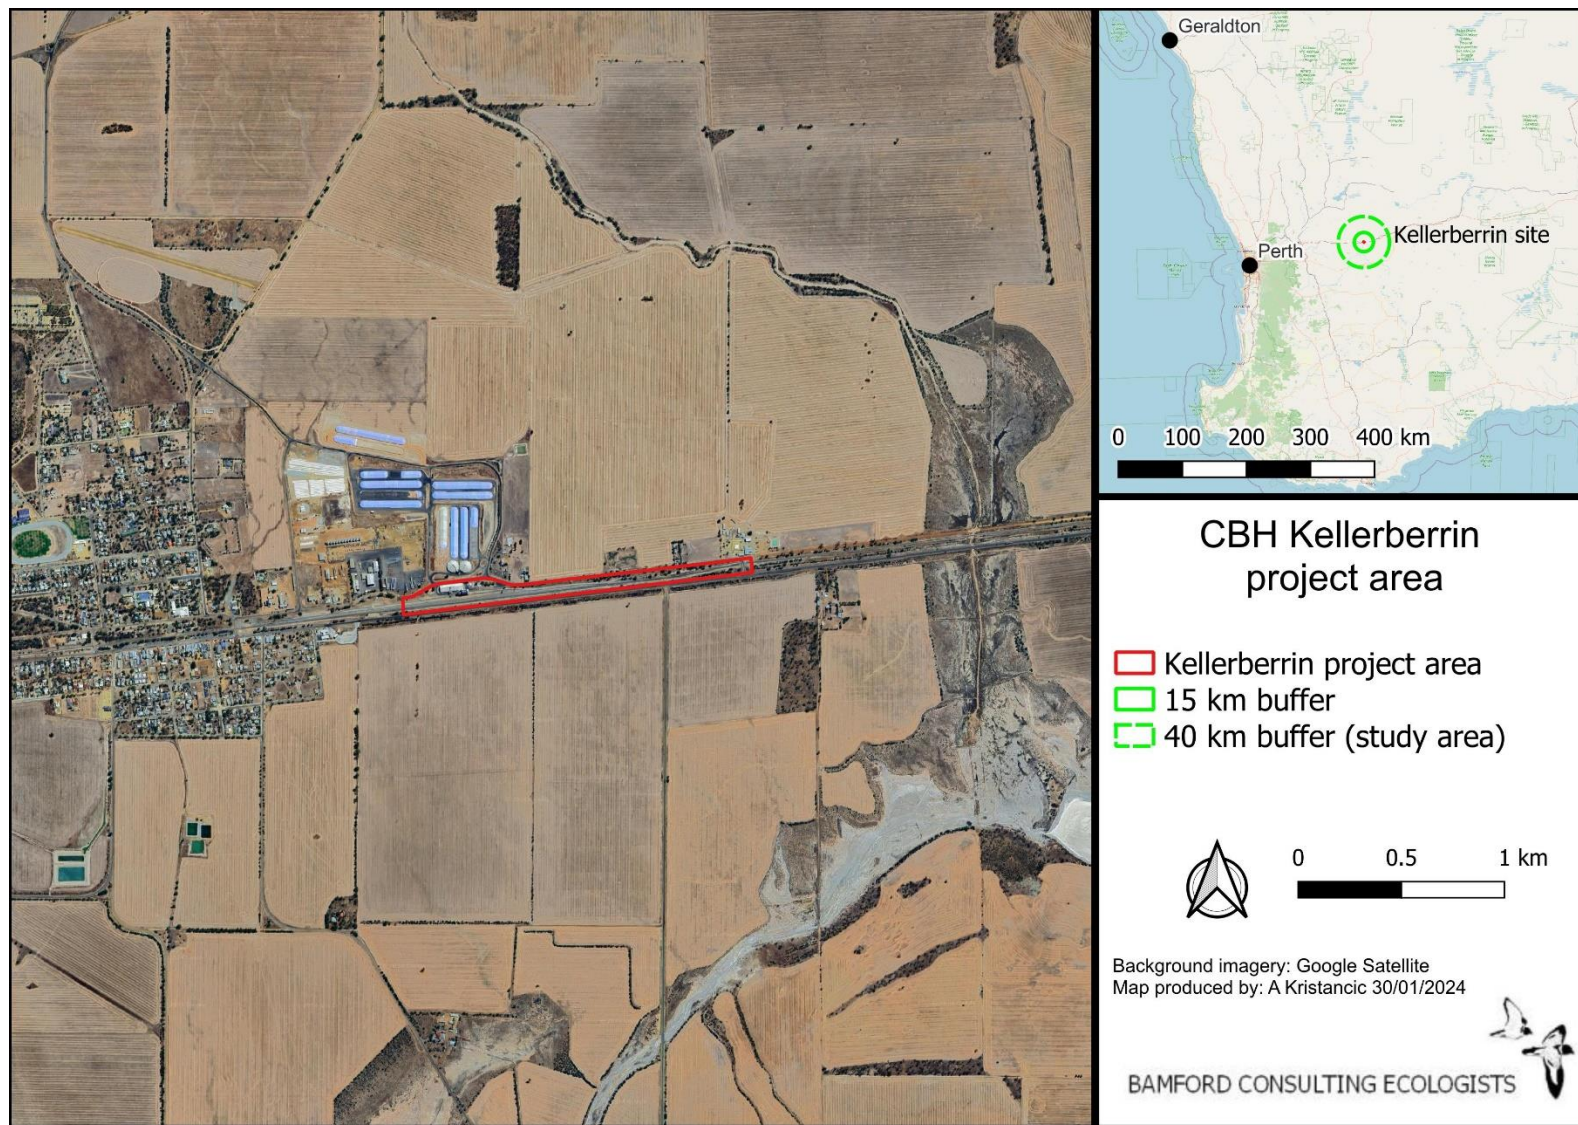 Geraldton
Kellerberrin site
Perth
0 100 200 300 400 km
CBH Kellerberrin
project area
Kellerberrin project area
15 km buffer
40 km buffer (study area)
0 0.5 1 km
Background imagery: Google Satellite
Map produced by: A Kristancic 30/01/2024
BAMFORD CONSULTING ECOLOGISTS